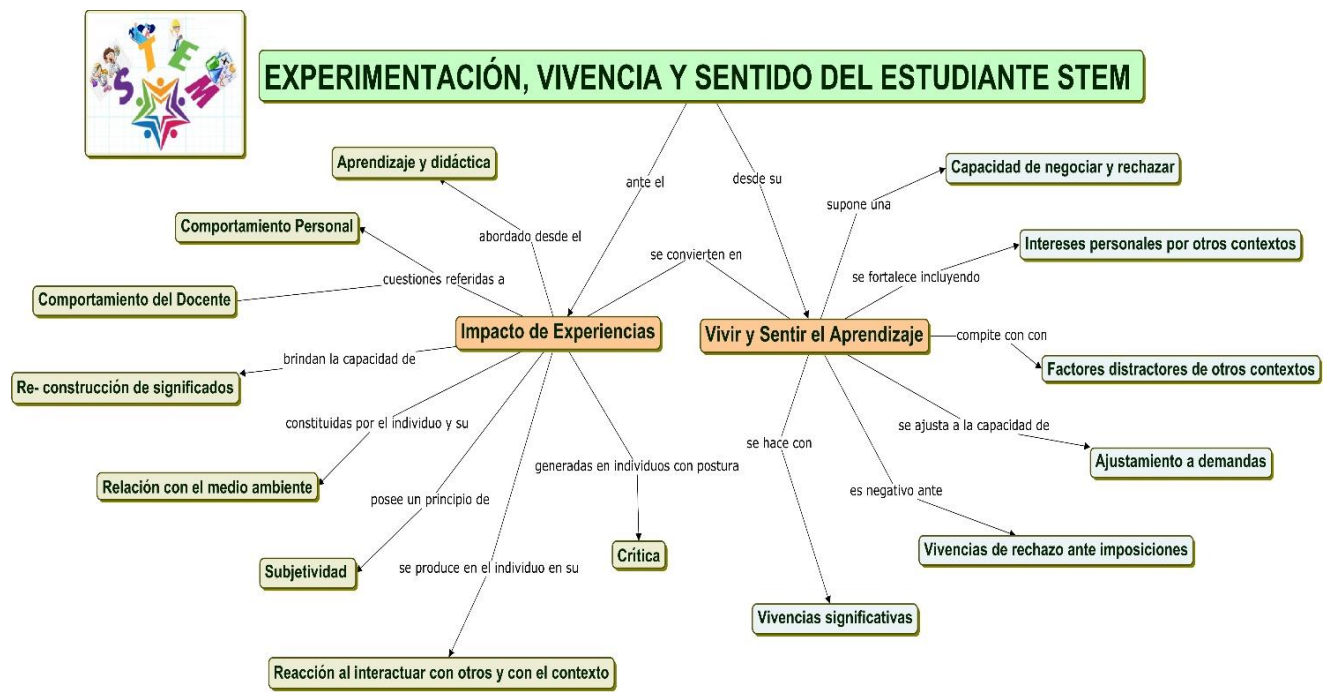 STEM
EXPERIMENTACIÓN, VIVENCIA Y SENTIDO DEL ESTUDIANTE STEM
ante el
desde su
Aprendizaje y didáctica
abordado desde el
Comportamiento Personal
cuestiones referidas a
Comportamiento del Docente
Impacto de Experiencias
se convierten en
Vivir y Sentir el Aprendizaje
brindan la capacidad de
Re- construcción de significados
constituidas por el individuo y su
Relación con el medio ambiente
posee un principio de
Subjetividad
se produce en el individuo en su
Reacción al interactuar con otros y con el contexto
generadas en individuos con postura
Crítica
supone una
Capacidad de negociar y rechazar
se fortalece incluyendo
Intereses personales por otros contextos
compite con con
Factores distractores de otros contextos
se ajusta a la capacidad de
Ajustamiento a demandas
es negativo ante
Vivencias de rechazo ante imposiciones
se hace con
Vivencias significativas